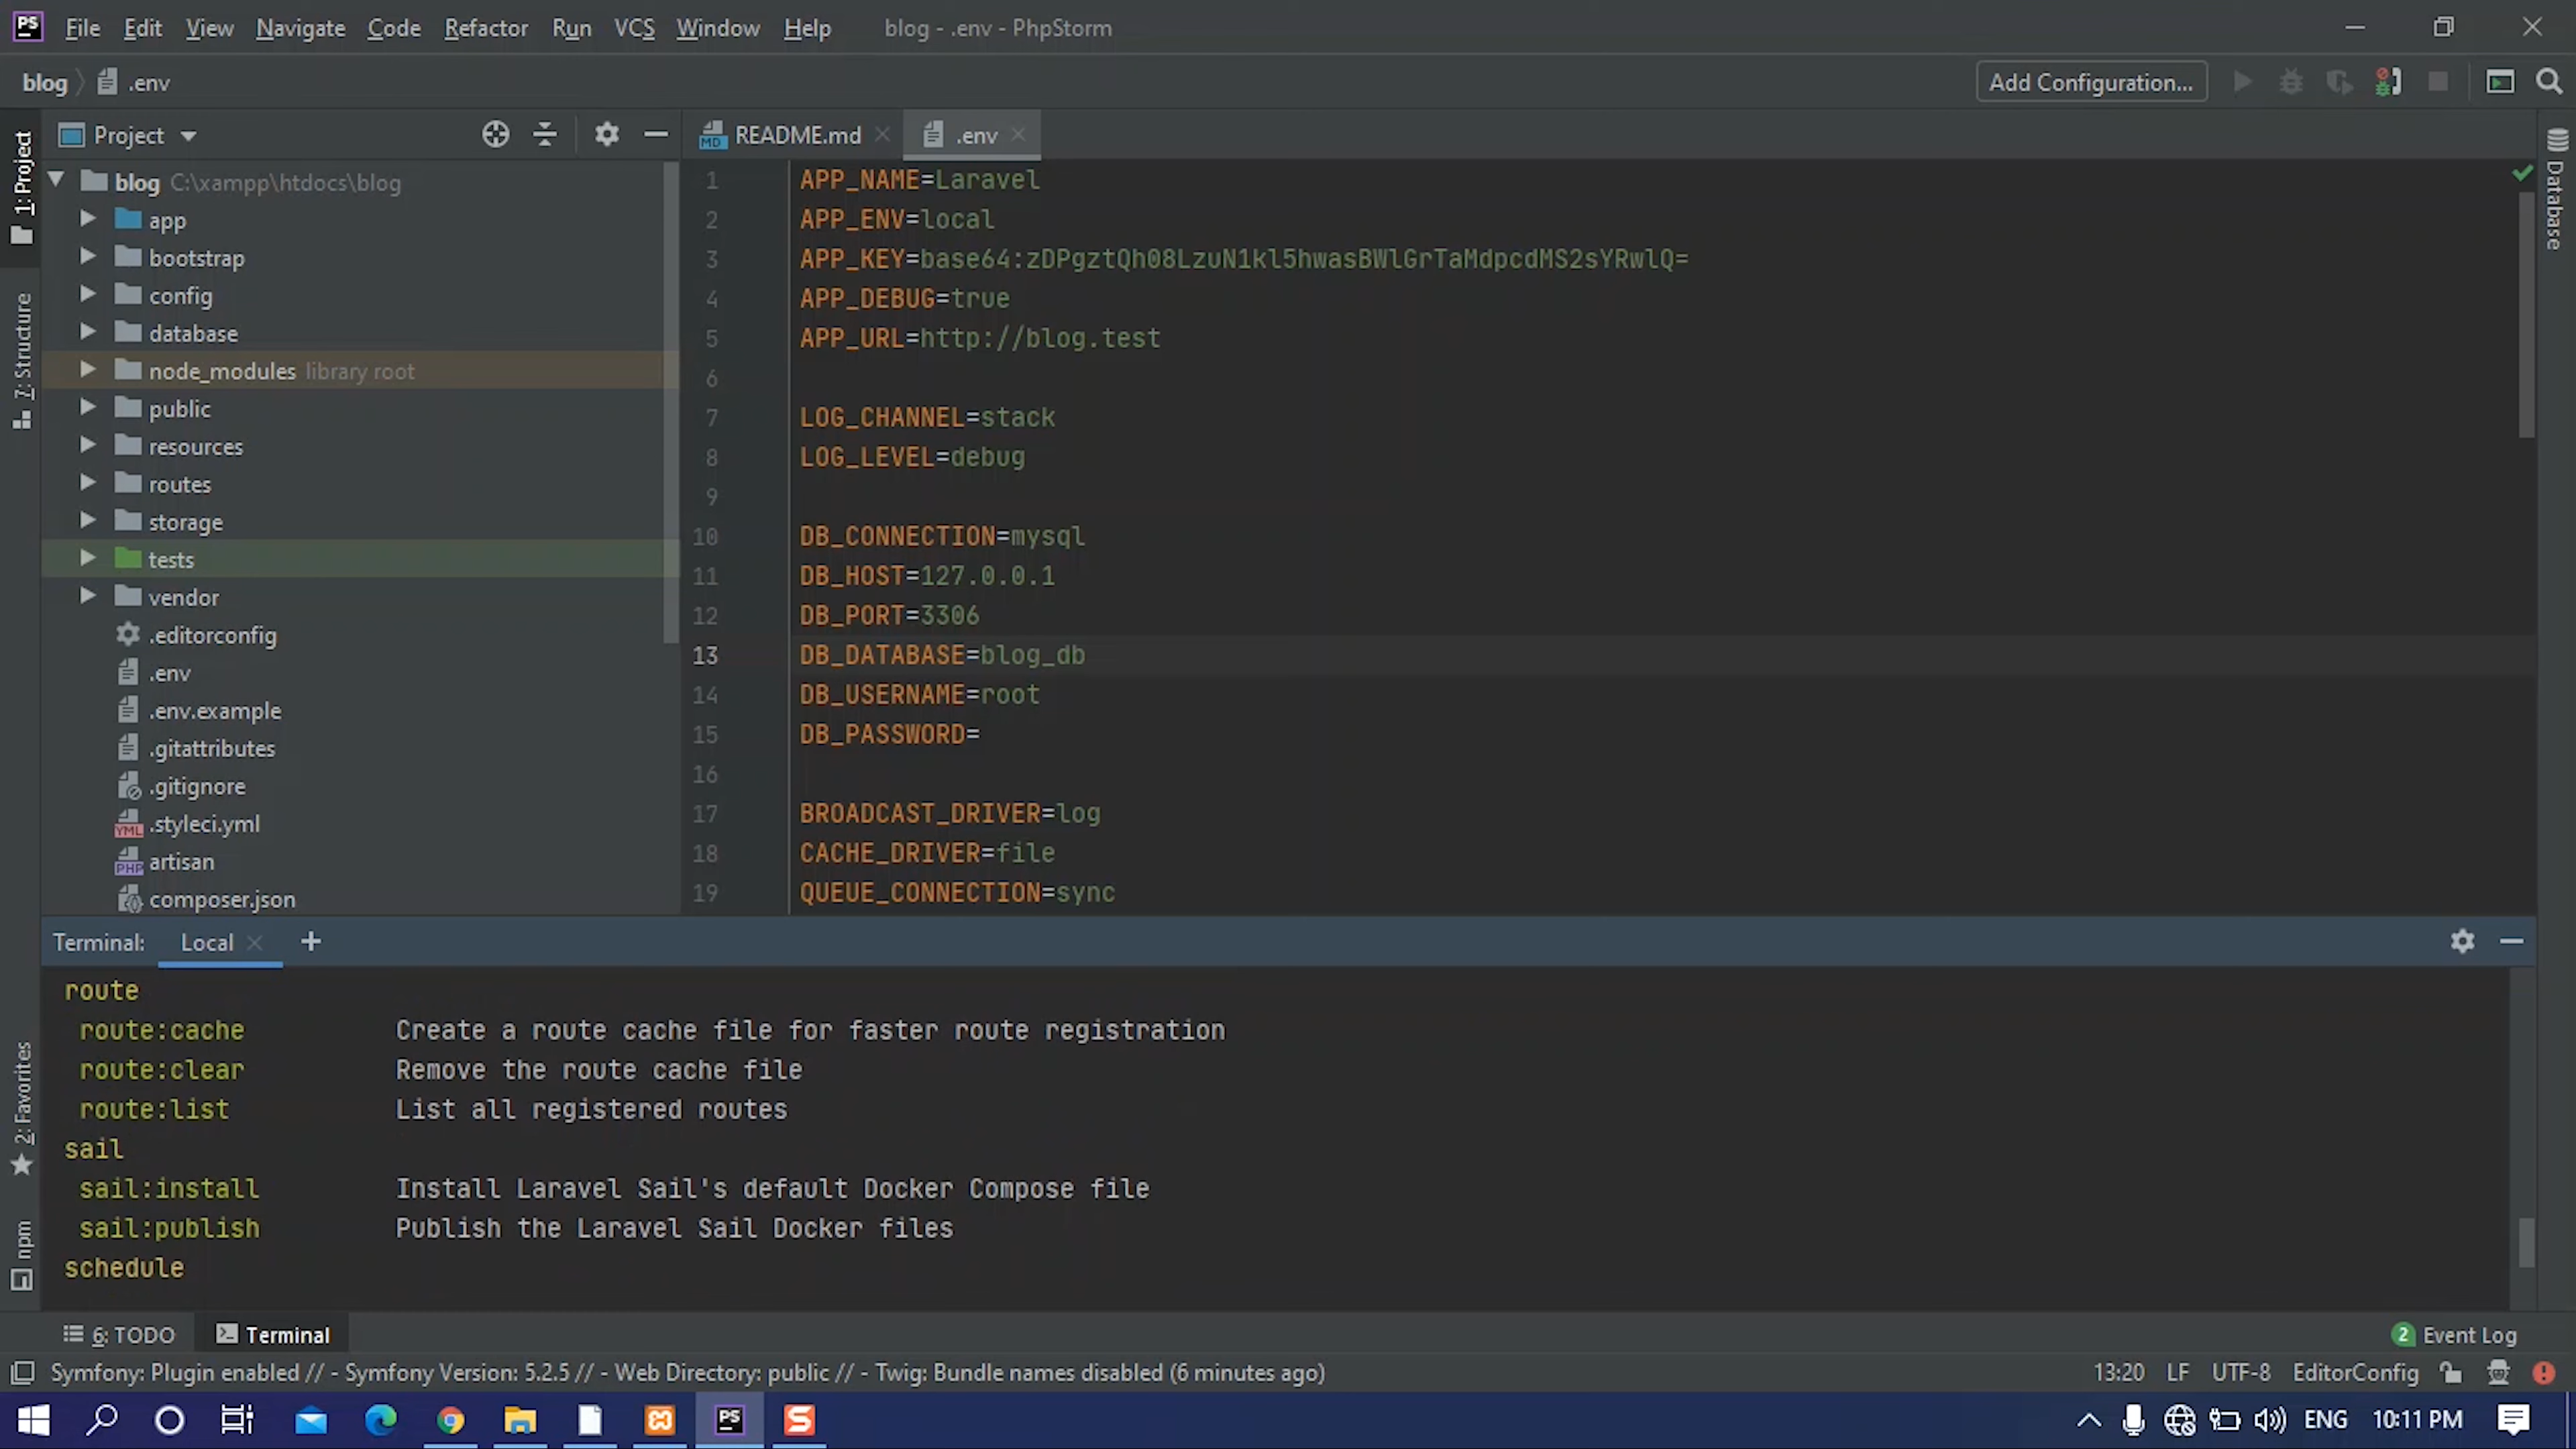 PS File Edit View Navigate Code Refactor Run VCS Window Help blog - .env - PhpStorm
blog .env Add Configuration...
1: Project
7: Structure
2: Favorites
npm
Database
Project
blog C:\xampp\htdocs\blog
app
bootstrap
config
database
node_modules library root
public
resources
routes
storage
tests
vendor
.editorconfig
.env
.env.example
.gitattributes
.gitignore
YML .styleci.yml
PHP artisan
composer.json
MD README.md .env
1 APP_NAME=Laravel
2 APP_ENV=local
3 APP_KEY=base64:zDPgztQh08LzuN1kl5hwasBWlGrTaMdpcdMS2sYRwlQ=
4 APP_DEBUG=true
5 APP_URL=http://blog.test
6
7 LOG_CHANNEL=stack
8 LOG_LEVEL=debug
9
10 DB_CONNECTION=mysql
11 DB_HOST=127.0.0.1
12 DB_PORT=3306
13 DB_DATABASE=blog_db
14 DB_USERNAME=root
15 DB_PASSWORD=
16
17 BROADCAST_DRIVER=log
18 CACHE_DRIVER=file
19 QUEUE_CONNECTION=sync
Terminal: Local
route
route:cache Create a route cache file for faster route registration
route:clear Remove the route cache file
route:list List all registered routes
sail
sail:install Install Laravel Sail's default Docker Compose file
sail:publish Publish the Laravel Sail Docker files
schedule
6: TODO Terminal 2 Event Log
Symfony: Plugin enabled // - Symfony Version: 5.2.5 // - Web Directory: public // - Twig: Bundle names disabled (6 minutes ago) 13:20 LF UTF-8 EditorConfig
PS S ENG 10:11 PM